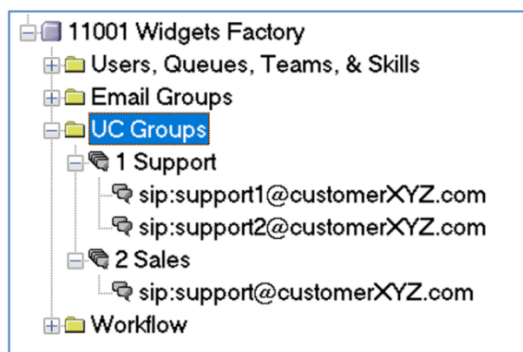 11001 Widgets Factory
Users, Queues, Teams, & Skills
Email Groups
UC Groups
1 Support
sip:support1@customerXYZ.com
sip:support2@customerXYZ.com
2 Sales
sip:support@customerXYZ.com
Workflow